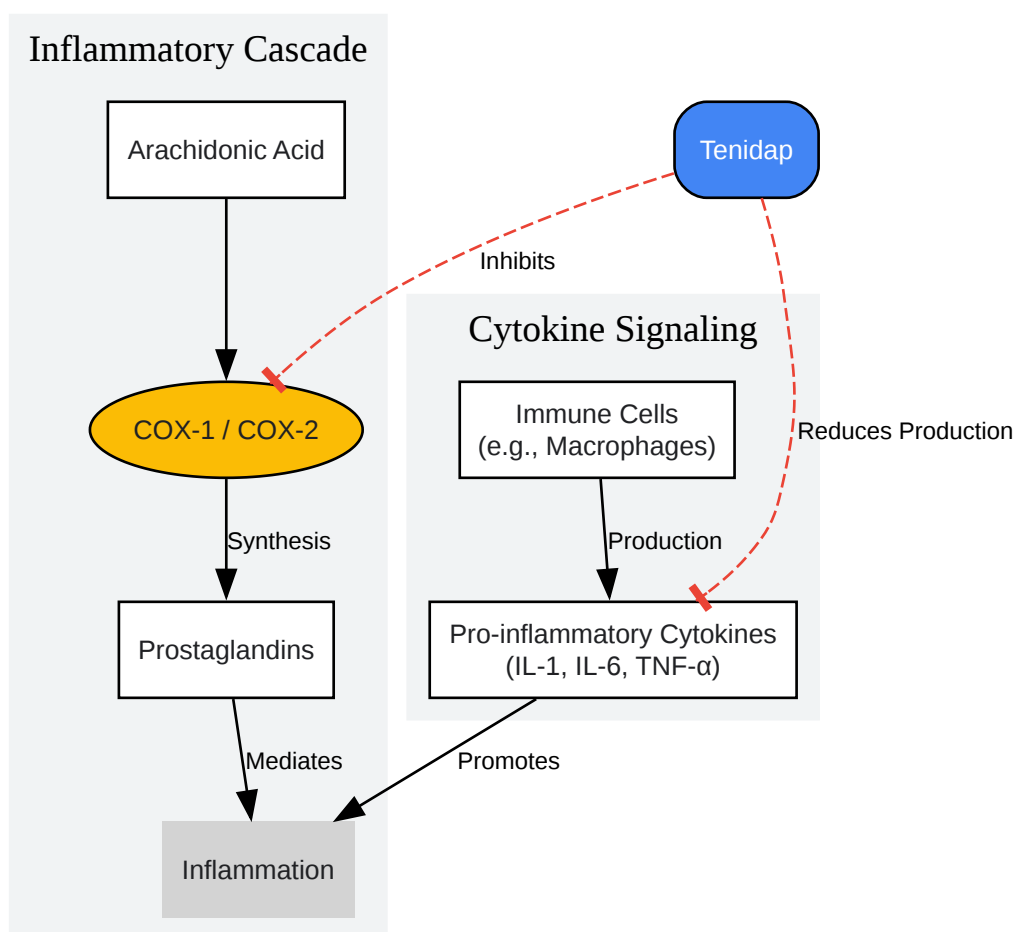 Inflammatory Cascade
Arachidonic Acid
Tenidap
Inhibits
Cytokine Signaling
COX-1 / COX-2
Immune Cells
(e.g., Macrophages)
Reduces Production
Synthesis
Production
Prostaglandins
Pro-inflammatory Cytokines
(IL-1, IL-6, TNF-α)
Mediates
Promotes
Inflammation